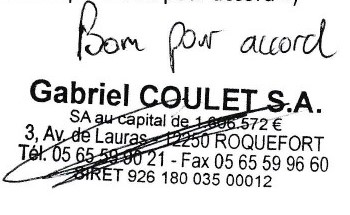 Bom pour accord
Gabriel COULET S.A.
SA au capital de 1.606.572 €
3, Av. de Lauras - 12250 ROQUEFORT
Tél. 05 65 59 90 21 - Fax 05 65 59 96 60
SIRET 926 180 035 00012